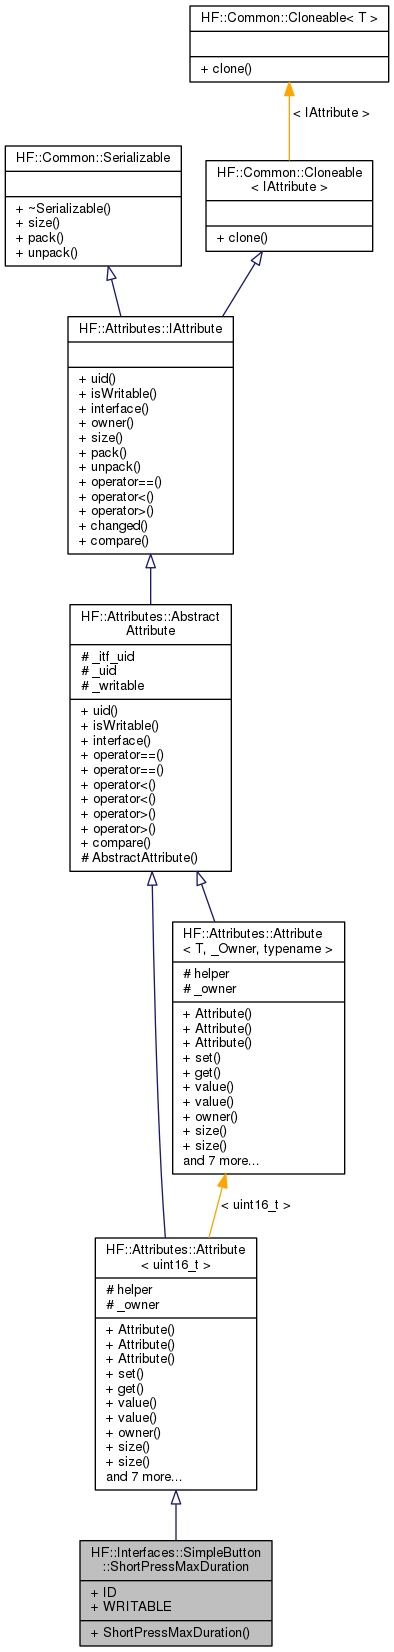 HF::Common::Cloneable< T >
+ clone()
< IAttribute >
HF::Common::Serializable
+ ~Serializable()
+ size()
+ pack()
+ unpack()
HF::Common::Cloneable
< IAttribute >
+ clone()
HF::Attributes::IAttribute
+ uid()
+ isWritable()
+ interface()
+ owner()
+ size()
+ pack()
+ unpack()
+ operator==()
+ operator<()
+ operator>()
+ changed()
+ compare()
HF::Attributes::Abstract
Attribute
# _itf_uid
# _uid
# _writable
+ uid()
+ isWritable()
+ interface()
+ operator==()
+ operator==()
+ operator<()
+ operator<()
+ operator>()
+ operator>()
+ compare()
# AbstractAttribute()
HF::Attributes::Attribute
< T, _Owner, typename >
# helper
# _owner
+ Attribute()
+ Attribute()
+ Attribute()
+ set()
+ get()
+ value()
+ value()
+ owner()
+ size()
+ size()
and 7 more...
< uint16_t >
HF::Attributes::Attribute
< uint16_t >
# helper
# _owner
+ Attribute()
+ Attribute()
+ Attribute()
+ set()
+ get()
+ value()
+ value()
+ owner()
+ size()
+ size()
and 7 more...
HF::Interfaces::SimpleButton
::ShortPressMaxDuration
+ ID
+ WRITABLE
+ ShortPressMaxDuration()